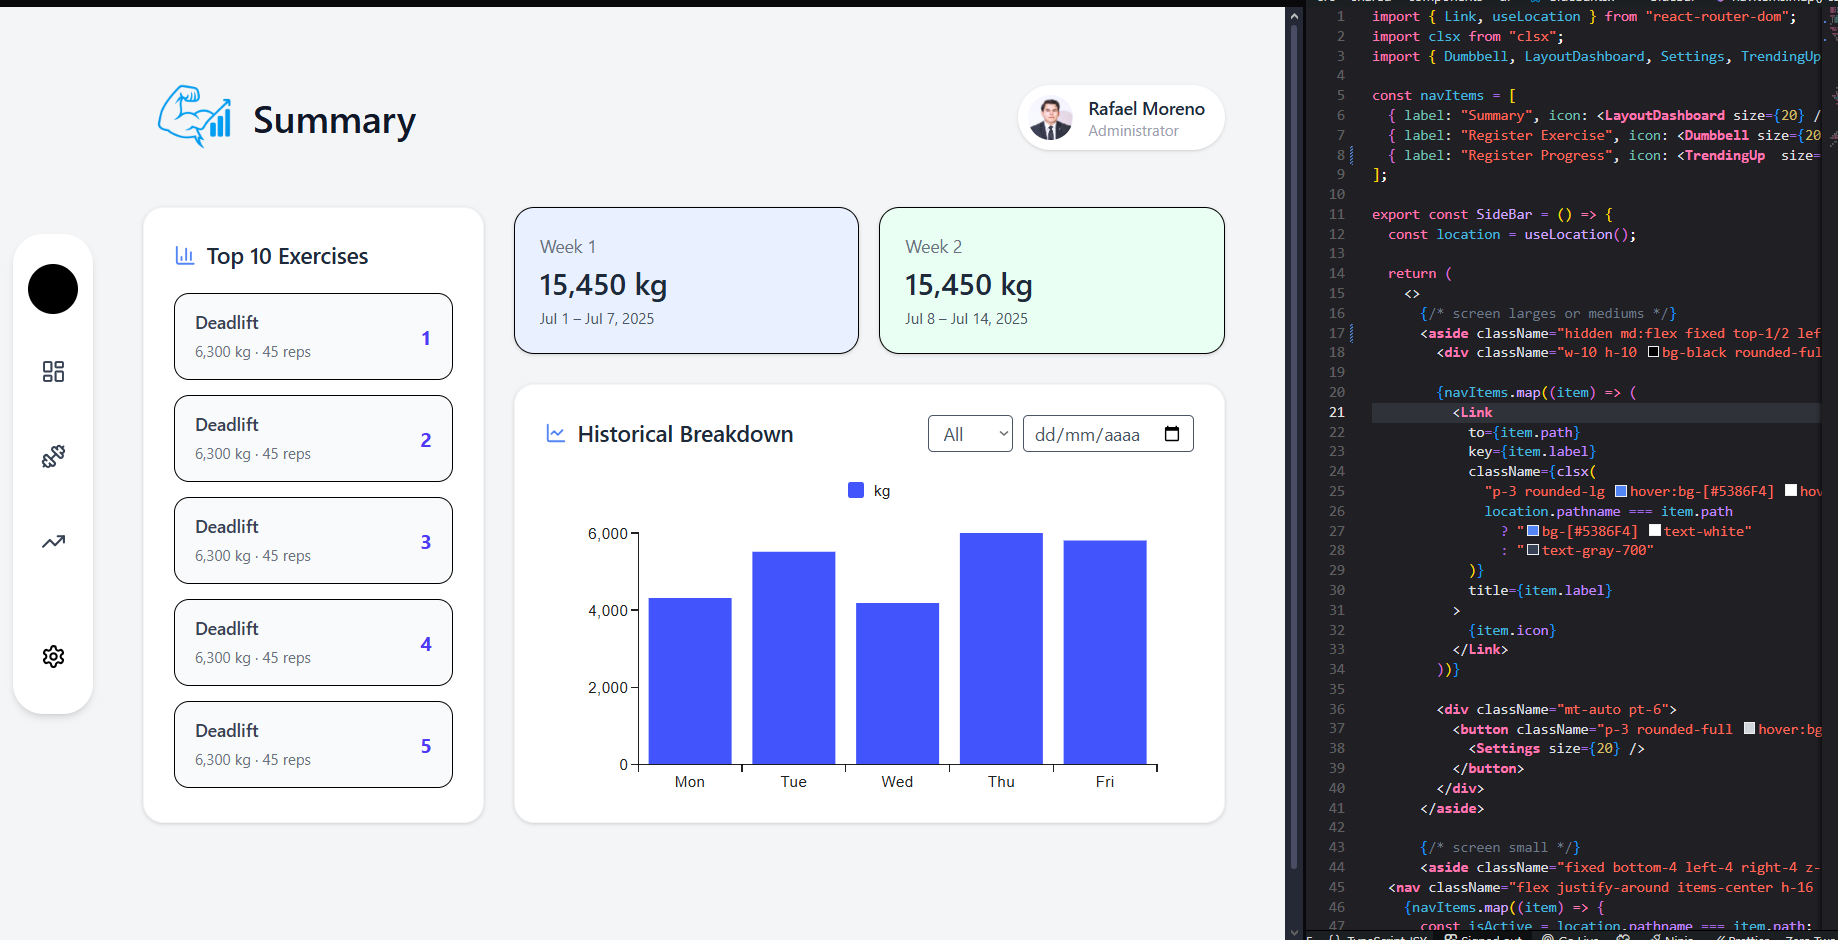 Summary
Rafael Moreno
Administrator
Top 10 Exercises
Deadlift
6,300 kg · 45 reps
1
Deadlift
6,300 kg · 45 reps
2
Deadlift
6,300 kg · 45 reps
3
Deadlift
6,300 kg · 45 reps
4
Deadlift
6,300 kg · 45 reps
5
Week 1
15,450 kg
Jul 1 – Jul 7, 2025
Week 2
15,450 kg
Jul 8 – Jul 14, 2025
Historical Breakdown
All
dd/mm/aaaa
kg
6,000
4,000
2,000
0
Mon Tue Wed Thu Fri
1 import { Link, useLocation } from "react-router-dom";
2 import clsx from "clsx";
3 import { Dumbbell, LayoutDashboard, Settings, TrendingUp
4
5 const navItems = [
6 { label: "Summary", icon: <LayoutDashboard size={20} /
7 { label: "Register Exercise", icon: <Dumbbell size={20
8 { label: "Register Progress", icon: <TrendingUp  size=
9 ];
10
11 export const SideBar = () => {
12 const location = useLocation();
13
14 return (
15 <>
16 {/* screen larges or mediums */}
17 <aside className="hidden md:flex fixed top-1/2 lef
18 <div className="w-10 h-10 bg-black rounded-ful
19
20 {navItems.map((item) => (
21 <Link
22 to={item.path}
23 key={item.label}
24 className={clsx(
25 "p-3 rounded-lg hover:bg-[#5386F4] hov
26 location.pathname === item.path
27 ? "bg-[#5386F4] text-white"
28 : "text-gray-700"
29 )}
30 title={item.label}
31 >
32 {item.icon}
33 </Link>
34 ))}
35
36 <div className="mt-auto pt-6">
37 <button className="p-3 rounded-full hover:bg
38 <Settings size={20} />
39 </button>
40 </div>
41 </aside>
42
43 {/* screen small */}
44 <aside className="fixed bottom-4 left-4 right-4 z-
45 <nav className="flex justify-around items-center h-16
46 {navItems.map((item) => {
47 const isActive = location.pathname === item.path;